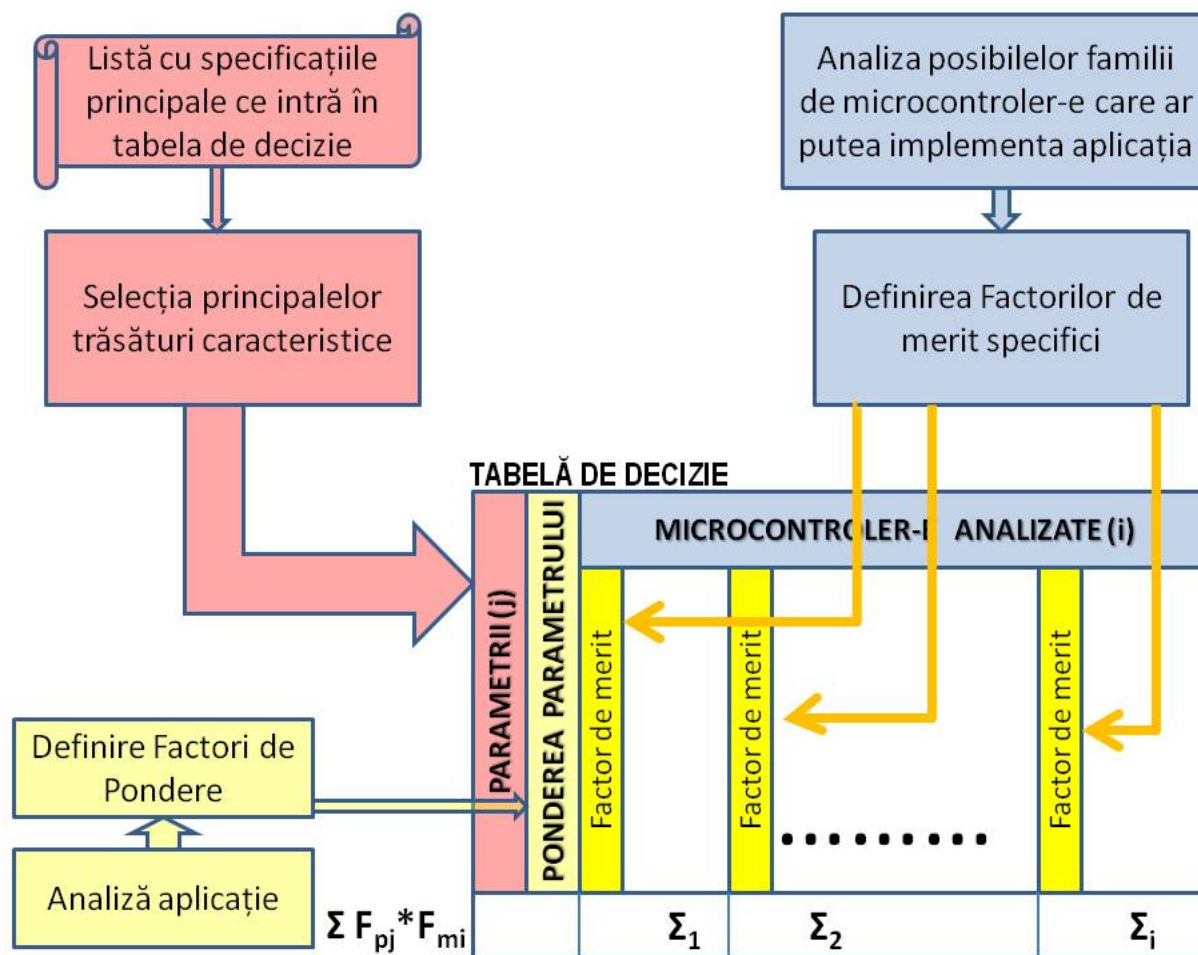 Listă cu specificațiile
principale ce intră în
tabela de decizie
Analiza posibilelor familii
de microcontroler-e care ar
putea implementa aplicația
Selecția principalelor
trăsături caracteristice
Definirea Factorilor de
merit specifici
TABELĂ DE DECIZIE
PARAMETRII (j)
PONDEREA PARAMETRULUI
MICROCONTROLER-E ANALIZATE (i)
Factor de merit
Factor de merit
Factor de merit
.........
Definire Factori de
Pondere
Analiză aplicație
Σ Fpj*Fmi
Σ1
Σ2
Σi